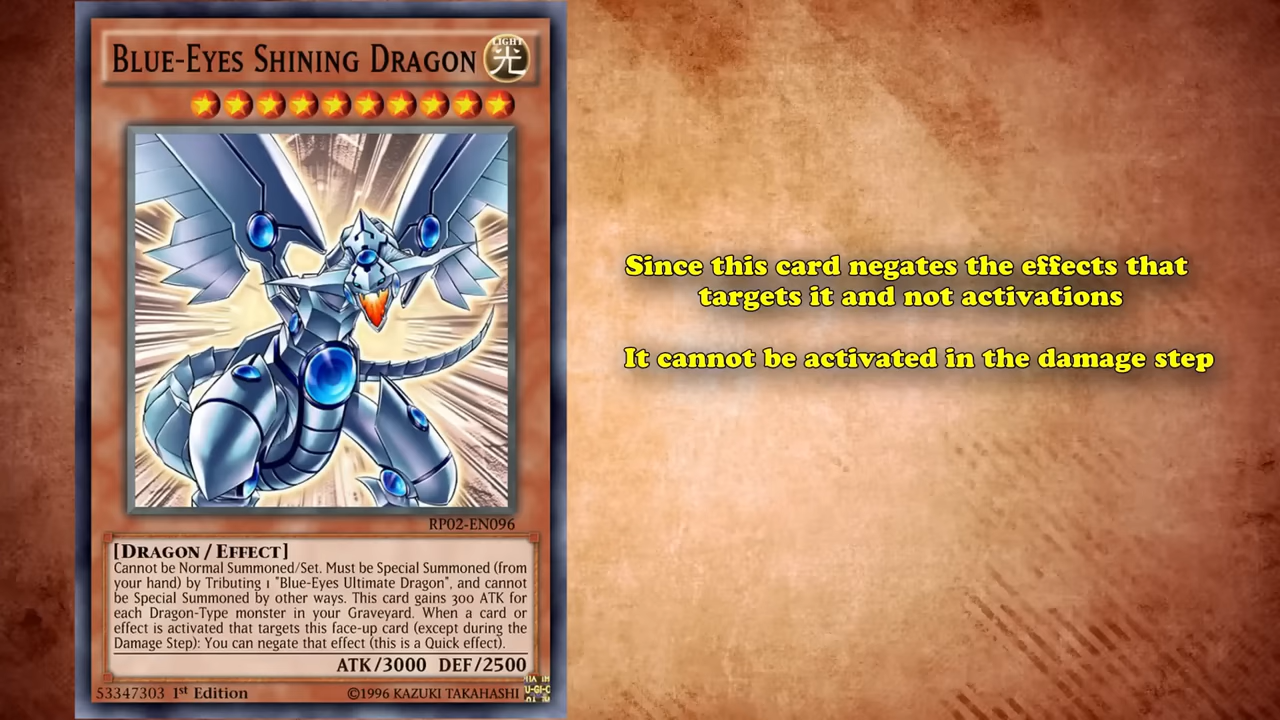 BLUE-EYES SHINING DRAGON
LIGHT
光
RP02-EN096
[DRAGON / EFFECT]
Cannot be Normal Summoned/Set. Must be Special Summoned (from
your hand) by Tributing 1 "Blue-Eyes Ultimate Dragon", and cannot
be Special Summoned by other ways. This card gains 300 ATK for
each Dragon-Type monster in your Graveyard. When a card or
effect is activated that targets this face-up card (except during the
Damage Step): You can negate that effect (this is a Quick effect).
ATK/3000 DEF/2500
53347303 1st Edition
©1996 KAZUKI TAKAHASHI
Since this card negates the effects that
targets it and not activations
It cannot be activated in the damage step